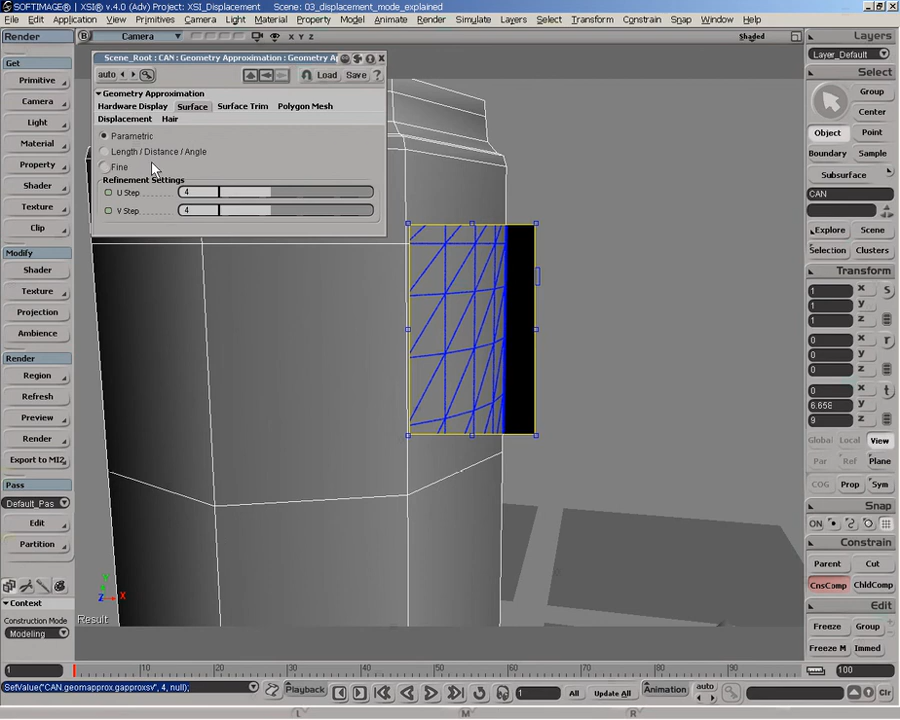 SOFTIMAGE® | XSI® v.4.0 (Adv) Project: XSI_Displacement Scene: 03_displacement_mode_explained
File Edit Application View Primitives Surface Displacement Light Material Property Model Animate Render Simulate Layers Select Transform Constrain Window Help
Render B Camera X Y Z Shaded Layers
Layer_Default
Scene_Root : CAN : Geometry Approximation : Geometry A
auto Load Save ?
Geometry Approximation
Hardware Display Surface Surface Trim Polygon Mesh
Displacement Hair
Parametric
Length / Distance / Angle
Fine
Refinement Settings
U Step 4
V Step 4
Get
Primitive
Camera
Light
Material
Property
Shader
Texture
Clip
Modify
Shader
Texture
Projection
Ambience
Render
Region
Refresh
Preview
Render
Export to MI2
Pass
Default_Pas
Edit
Partition
Context
Construction Mode
Modeling
Y
Z X
Result
Select
Group
Center
Object Point
Boundary Sample
Subsurface
CAN
Explore Scene
Selection Clusters
Transform
1 x S
1 y
1 z
0 x r
0 y
0 z
0 x t
6.658 y
9 z
Global Local View
Par Ref Plane
COG Prop Sym
Snap
ON
Constrain
Parent Cut
CnsComp ChldComp
Edit
Freeze Group
Freeze M Immed
1 10 20 30 40 50 60 70 80 90 100
SetValue("CAN.geomapprox.gapproxsv", 4, null); Playback 1 All Update All Animation auto Clr
L M R